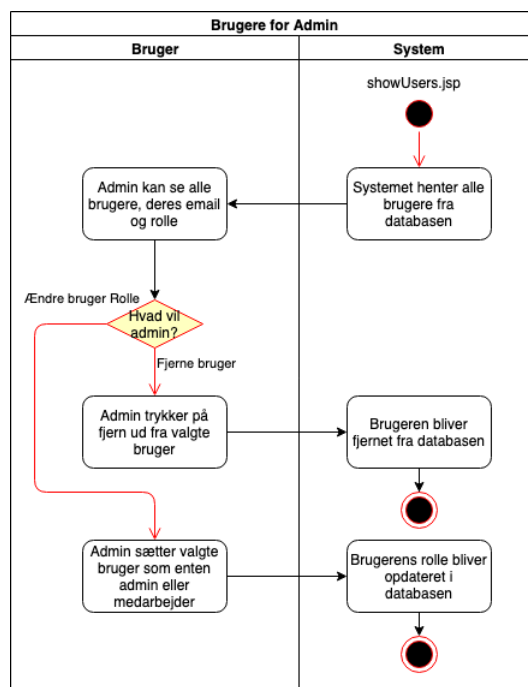 Brugere for Admin
Bruger
System
showUsers.jsp
Admin kan se alle
brugere, deres email
og rolle
Systemet henter alle
brugere fra
databasen
Ændre bruger Rolle
Hvad vil
admin?
Fjerne bruger
Admin trykker på
fjern ud fra valgte
bruger
Brugeren bliver
fjernet fra databasen
Admin sætter valgte
bruger som enten
admin eller
medarbejder
Brugerens rolle bliver
opdateret i
databasen